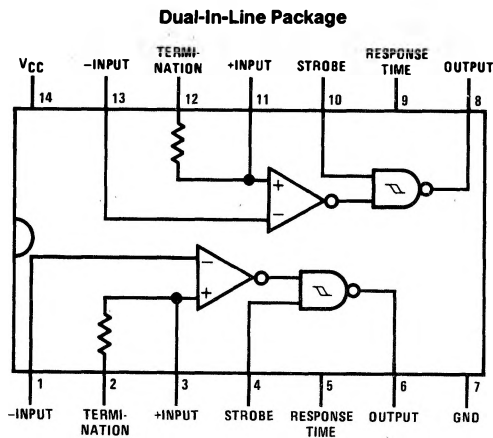 Dual-In-Line Package
VCC
–INPUT
TERMI-
NATION
+INPUT
STROBE
RESPONSE
TIME
OUTPUT
14
13
12
11
10
9
8
+
–
–
+
1
2
3
4
5
6
7
–INPUT
TERMI-
NATION
+INPUT
STROBE
RESPONSE
TIME
OUTPUT
GND